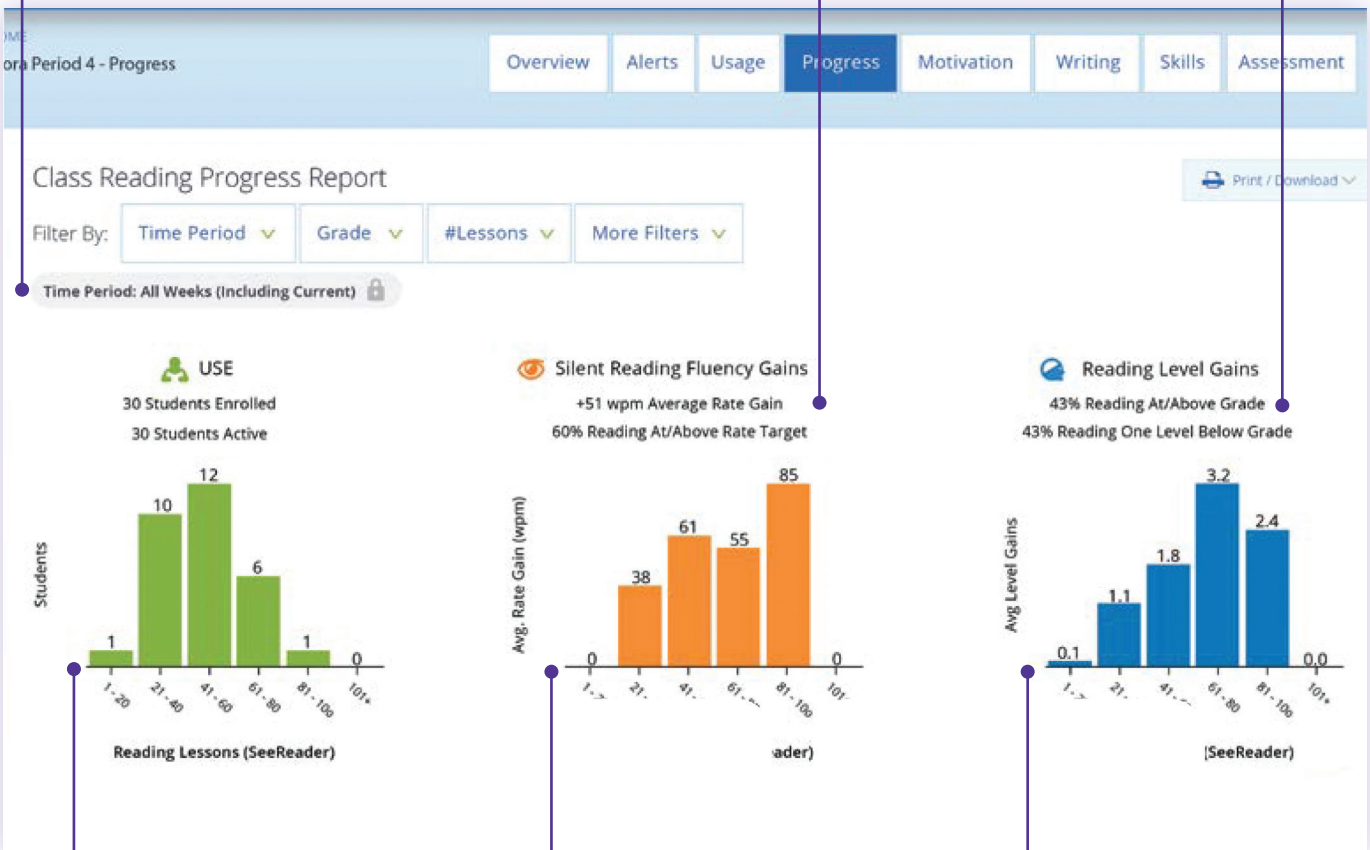 Period 4 - Progress
Overview Alerts Usage Progress Motivation Writing Skills Assessment
Class Reading Progress Report
Print / Download
Filter By: Time Period Grade #Lessons More Filters
Time Period: All Weeks (Including Current)
USE
30 Students Enrolled
30 Students Active
Students
1
10
12
6
1
0
1 - 20
21 - 40
41 - 60
61 - 80
81 - 100
101+
Reading Lessons (SeeReader)
Silent Reading Fluency Gains
+51 wpm Average Rate Gain
60% Reading At/Above Rate Target
Avg. Rate Gain (wpm)
0
38
61
55
85
0
81 - 100
Reading Level Gains
43% Reading At/Above Grade
43% Reading One Level Below Grade
Avg Level Gains
0.1
1.1
1.8
3.2
2.4
0.0
61 - 80
81 - 100
101+
(SeeReader)